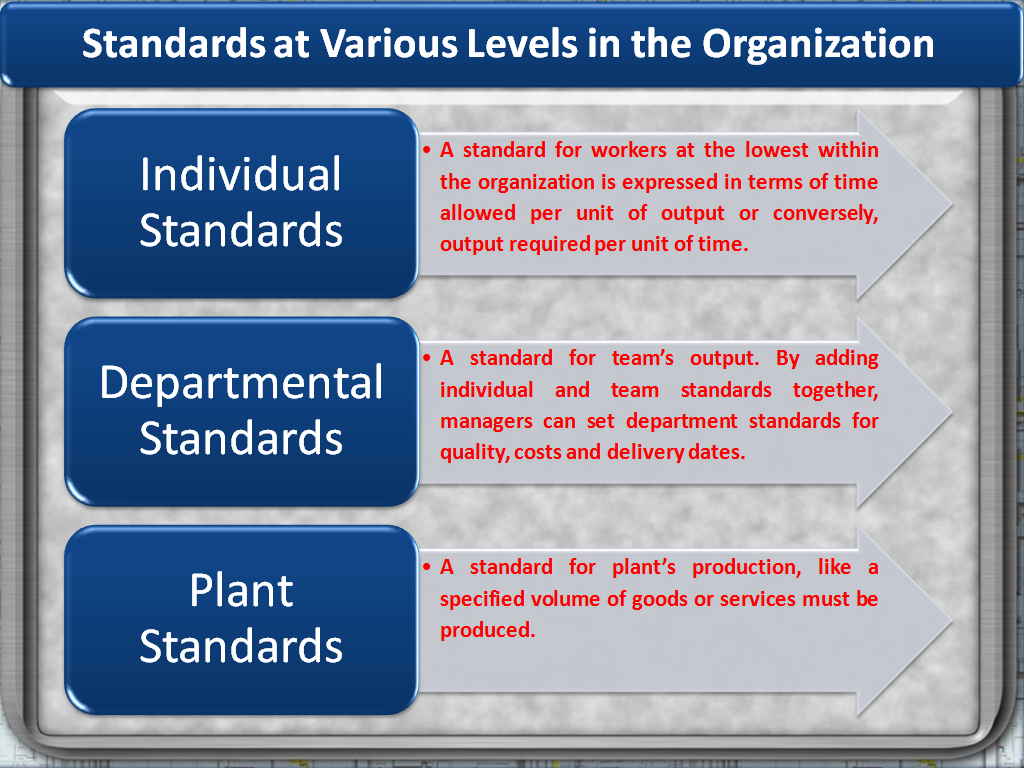 Standards at Various Levels in the Organization
Individual
Standards
• A standard for workers at the lowest within
the organization is expressed in terms of time
allowed per unit of output or conversely,
output required per unit of time.
Departmental
Standards
• A standard for team’s output. By adding
individual and team standards together,
managers can set department standards for
quality, costs and delivery dates.
Plant
Standards
• A standard for plant’s production, like a
specified volume of goods or services must be
produced.